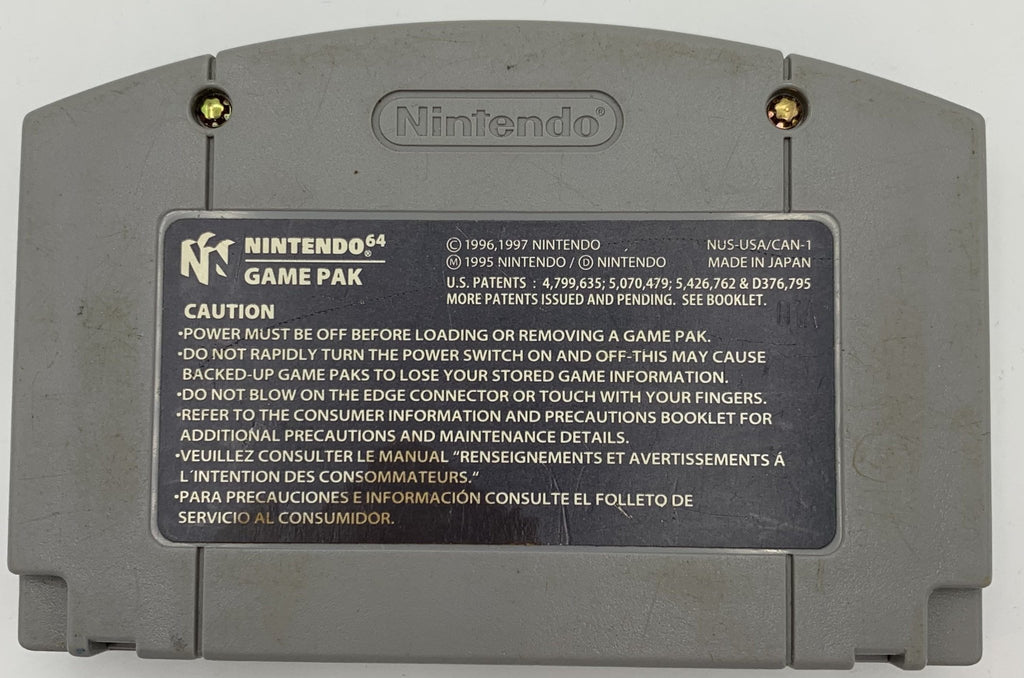 Nintendo®
NINTENDO®64
GAME PAK
© 1996,1997 NINTENDO
Ⓜ 1995 NINTENDO / Ⓓ NINTENDO
NUS-USA/CAN-1
MADE IN JAPAN
U.S. PATENTS : 4,799,635; 5,070,479; 5,426,762 & D376,795
MORE PATENTS ISSUED AND PENDING. SEE BOOKLET.
CAUTION
•POWER MUST BE OFF BEFORE LOADING OR REMOVING A GAME PAK.
•DO NOT RAPIDLY TURN THE POWER SWITCH ON AND OFF-THIS MAY CAUSE
BACKED-UP GAME PAKS TO LOSE YOUR STORED GAME INFORMATION.
•DO NOT BLOW ON THE EDGE CONNECTOR OR TOUCH WITH YOUR FINGERS.
•REFER TO THE CONSUMER INFORMATION AND PRECAUTIONS BOOKLET FOR
ADDITIONAL PRECAUTIONS AND MAINTENANCE DETAILS.
•VEUILLEZ CONSULTER LE MANUAL "RENSEIGNEMENTS ET AVERTISSEMENTS Á
L´INTENTION DES CONSOMMATEURS."
•PARA PRECAUCIONES E INFORMACIÓN CONSULTE EL FOLLETO DE
SERVICIO AL CONSUMIDOR.